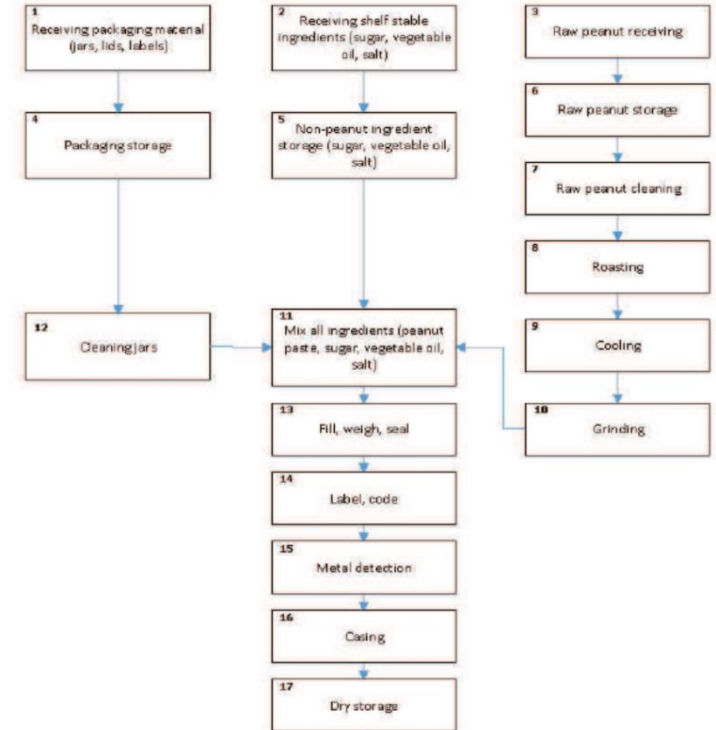 1
Receiving packaging material
(jars, lids, labels)
2
Receiving shelf stable
ingredients (sugar, vegetable
oil, salt)
3
Raw peanut receiving
4
Packaging storage
5
Non-peanut ingredient
storage (sugar, vegetable oil,
salt)
6
Raw peanut storage
7
Raw peanut cleaning
8
Roasting
9
Cooling
10
Grinding
11
Mix all ingredients (peanut
paste, sugar, vegetable oil,
salt)
12
Cleaning jars
13
Fill, weigh, seal
14
Label, code
15
Metal detection
16
Casing
17
Dry storage